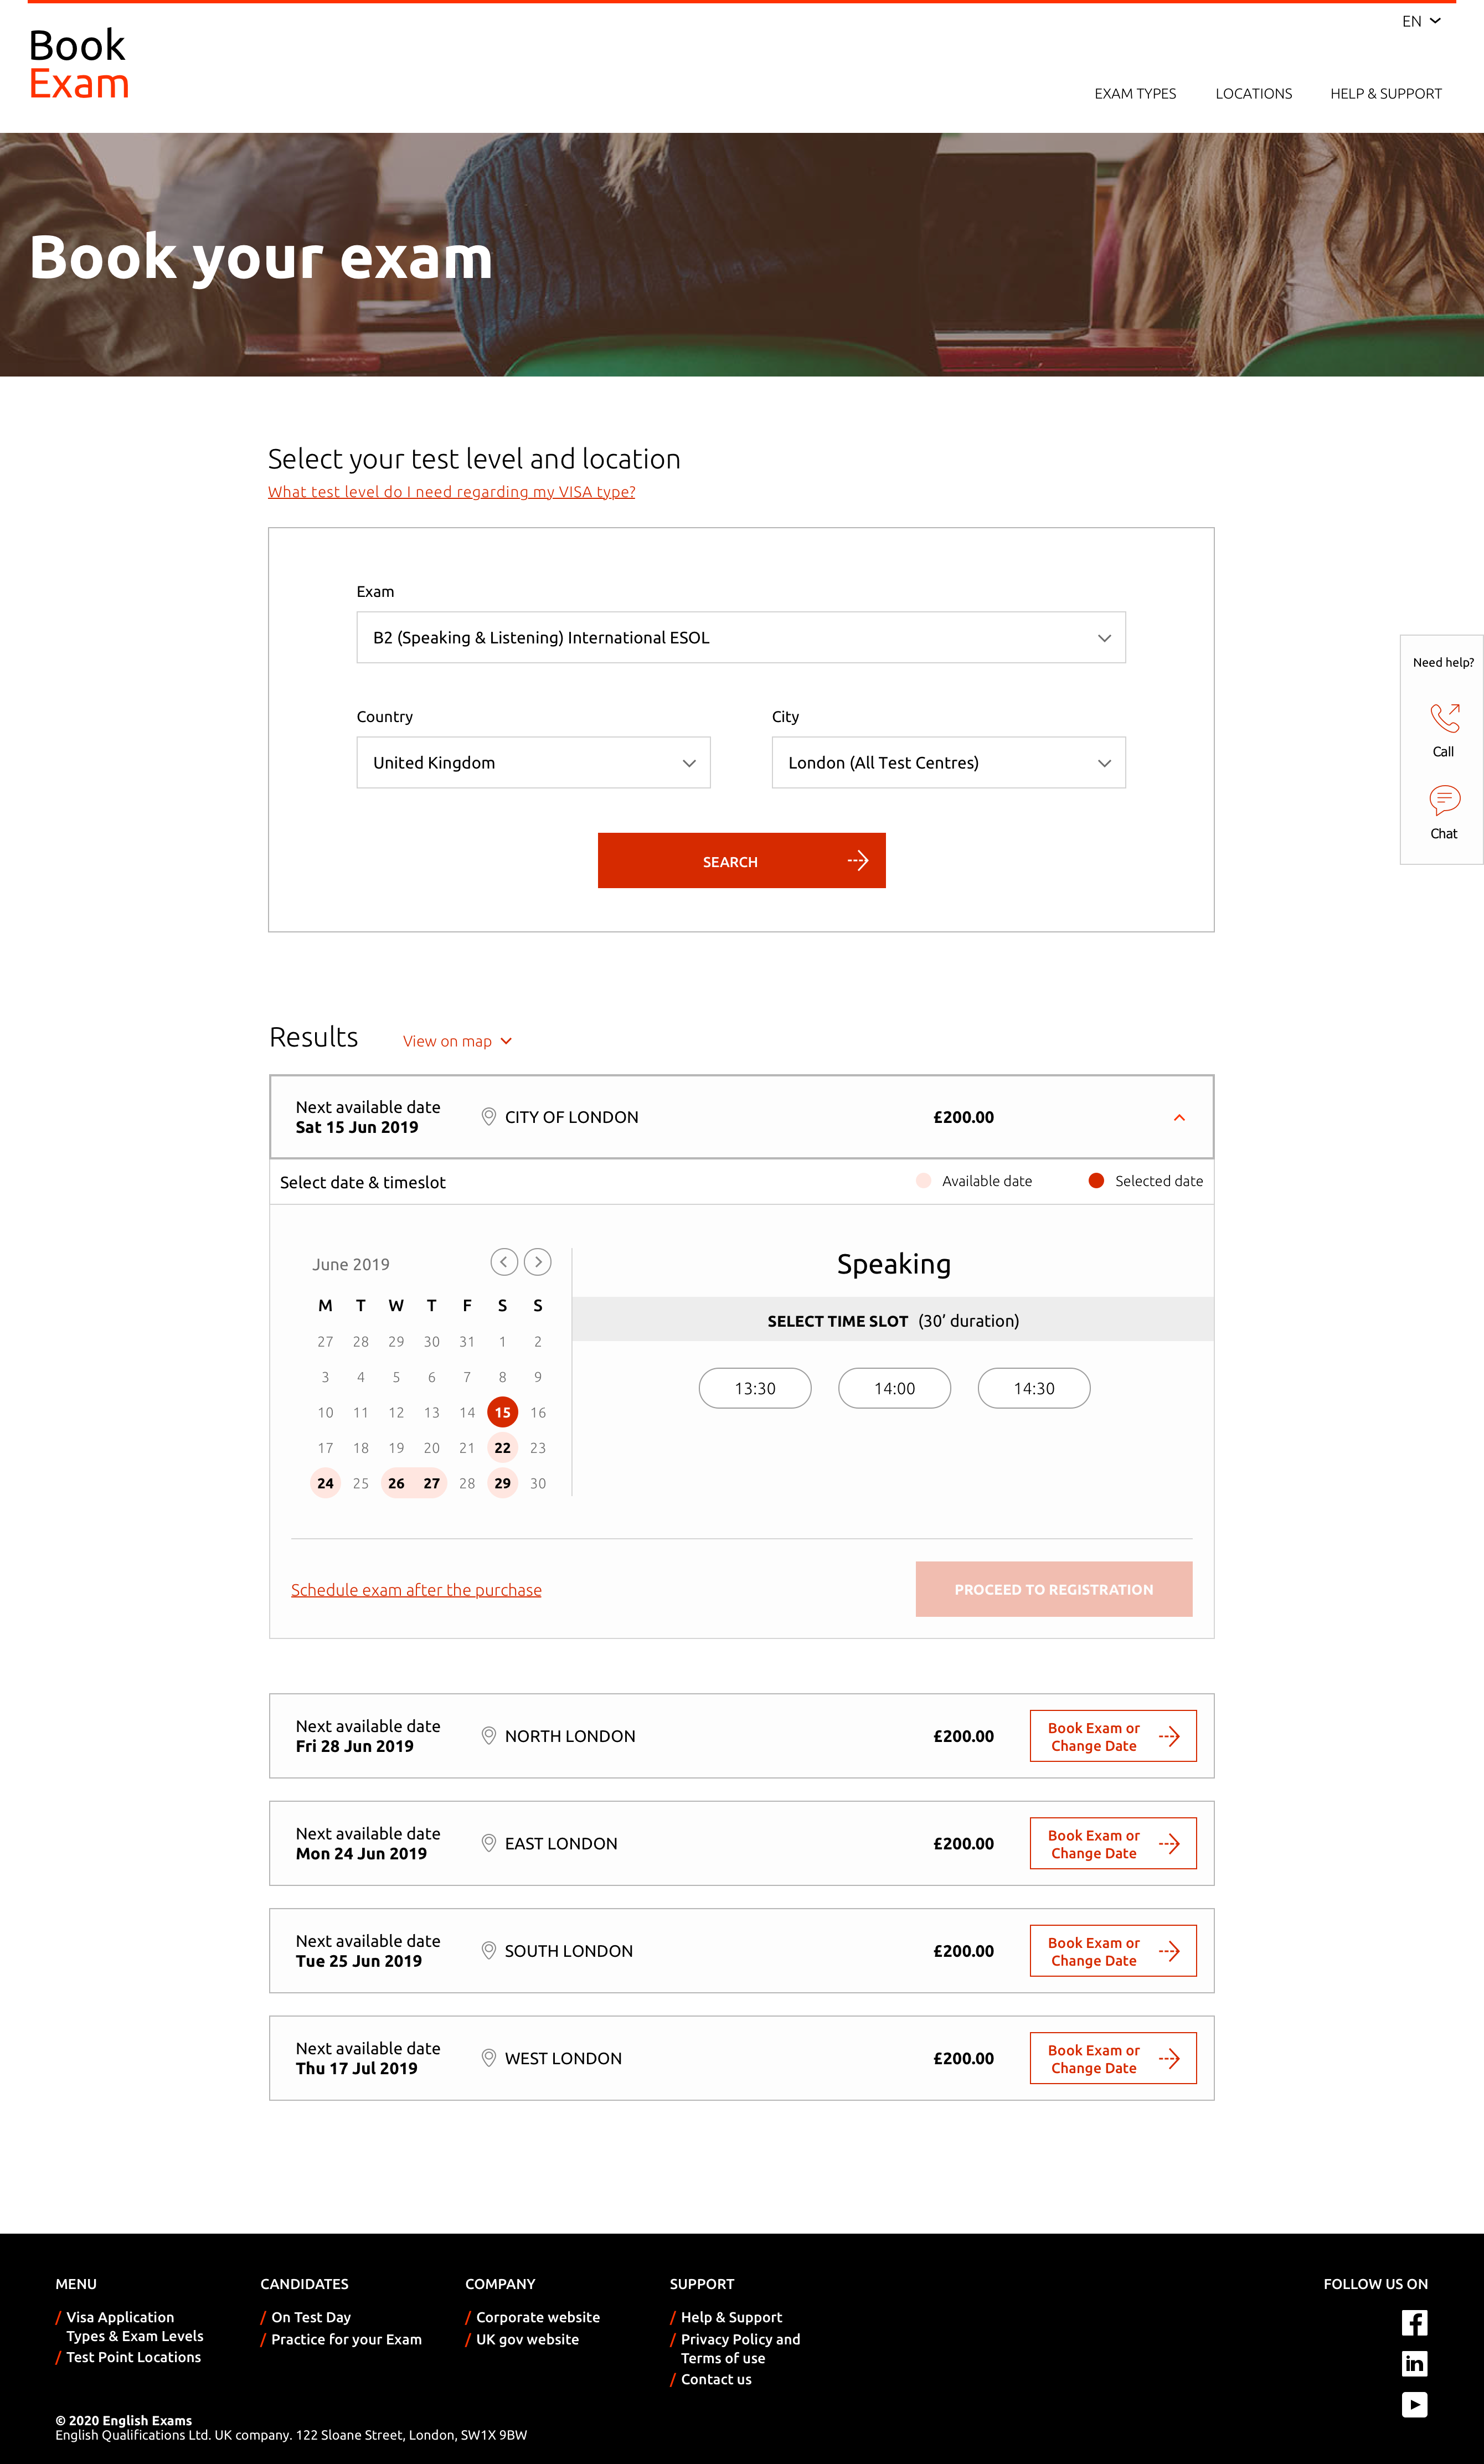 EN
Book
Exam
EXAM TYPES LOCATIONS HELP & SUPPORT
Book your exam
Select your test level and location
What test level do I need regarding my VISA type?
Exam
B2 (Speaking & Listening) International ESOL
Need help?
Call
Chat
Country City
United Kingdom London (All Test Centres)
SEARCH
Results View on map
Next available date
Sat 15 Jun 2019
CITY OF LONDON
£200.00
Select date & timeslot Available date Selected date
June 2019
M T W T F S S
27 28 29 30 31 1 2
3 4 5 6 7 8 9
10 11 12 13 14 15 16
17 18 19 20 21 22 23
24 25 26 27 28 29 30
Speaking
SELECT TIME SLOT (30’ duration)
13:30 14:00 14:30
Schedule exam after the purchase
PROCEED TO REGISTRATION
Next available date
Fri 28 Jun 2019
NORTH LONDON
£200.00
Book Exam or
Change Date
Next available date
Mon 24 Jun 2019
EAST LONDON
£200.00
Book Exam or
Change Date
Next available date
Tue 25 Jun 2019
SOUTH LONDON
£200.00
Book Exam or
Change Date
Next available date
Thu 17 Jul 2019
WEST LONDON
£200.00
Book Exam or
Change Date
MENU
/ Visa Application
Types & Exam Levels
/ Test Point Locations
CANDIDATES
/ On Test Day
/ Practice for your Exam
COMPANY
/ Corporate website
/ UK gov website
SUPPORT
/ Help & Support
/ Privacy Policy and
Terms of use
/ Contact us
FOLLOW US ON
f
in
© 2020 English Exams
English Qualifications Ltd. UK company. 122 Sloane Street, London, SW1X 9BW